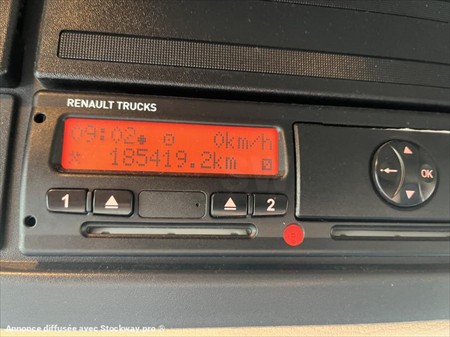 RENAULT TRUCKS
09:02● ⊙ 0km/h
185419.2km
1 2 OK
Annonce diffusée avec Stockway.pro ©